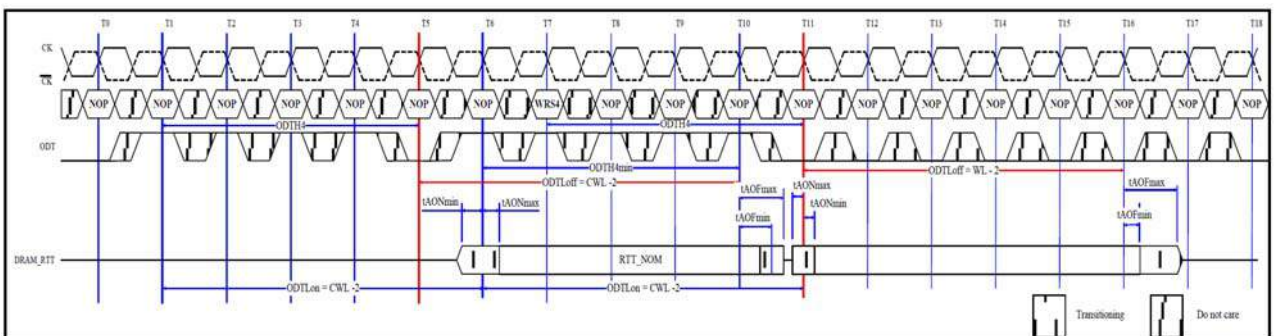 T0 T1 T2 T3 T4 T5 T6 T7 T8 T9 T10 T11 T12 T13 T14 T15 T16 T17 T18
CK
CK
NOP NOP NOP NOP NOP NOP NOP WRS4 NOP NOP NOP NOP NOP NOP NOP NOP NOP NOP NOP
ODTH4 ODTH4
ODT
ODTH4min ODTLoff = WL -2
ODTLoff = CWL -2
tAOFmax tAONmax tAOFmax
tAONmin tAONmax tAONmin
tAOFmin tAOFmin
DRAM_RTT RTT_NOM
ODTLon = CWL -2 ODTLon = CWL -2
Transitioning Do not care